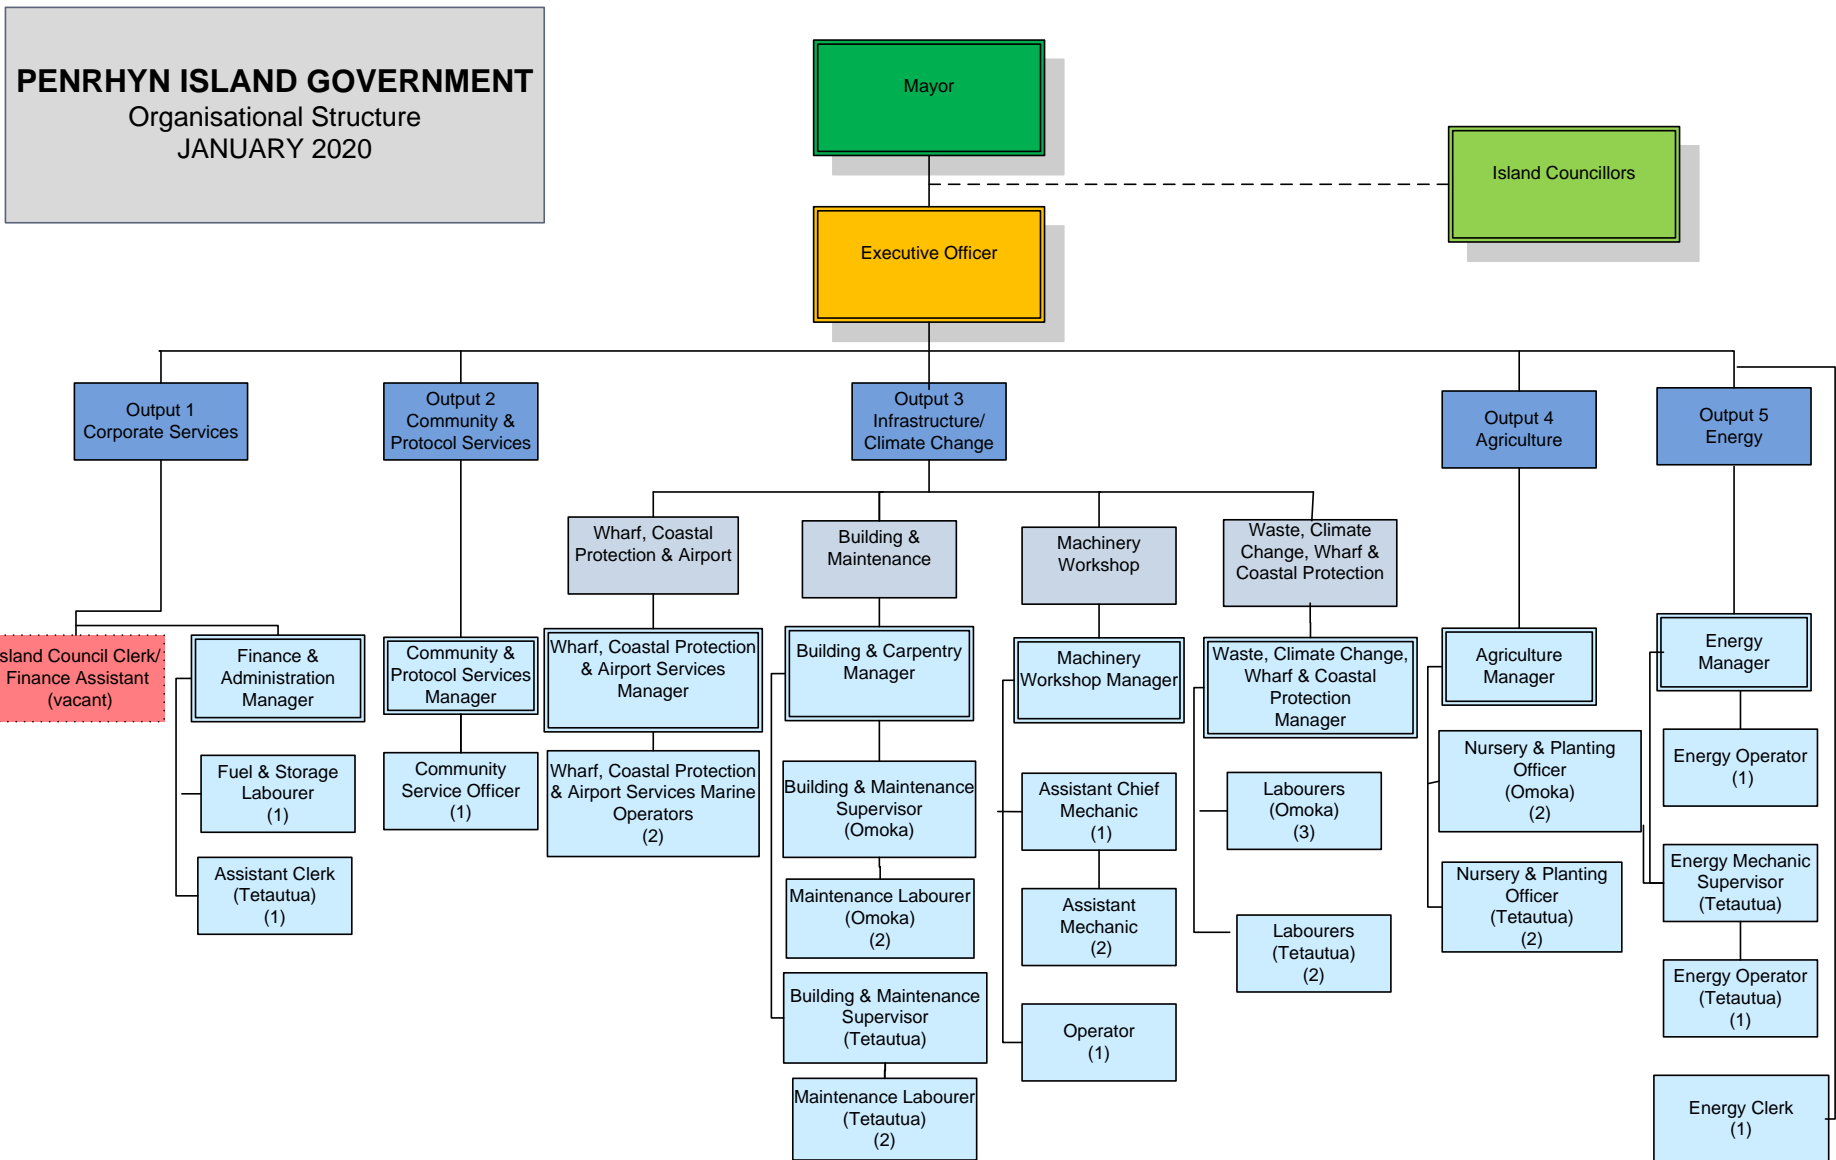 PENRHYN ISLAND GOVERNMENT
Organisational Structure
JANUARY 2020
Mayor
Island Councillors
Executive Officer
Output 1
Corporate Services
Output 2
Community &
Protocol Services
Output 3
Infrastructure/
Climate Change
Output 4
Agriculture
Output 5
Energy
Wharf, Coastal
Protection & Airport
Building &
Maintenance
Machinery
Workshop
Waste, Climate
Change, Wharf &
Coastal Protection
sland Council Clerk/
Finance Assistant
(vacant)
Finance &
Administration
Manager
Community &
Protocol Services
Manager
Wharf, Coastal Protection
& Airport Services
Manager
Building & Carpentry
Manager
Machinery
Workshop Manager
Waste, Climate Change,
Wharf & Coastal
Protection
Manager
Agriculture
Manager
Energy
Manager
Fuel & Storage
Labourer
(1)
Community
Service Officer
(1)
Wharf, Coastal Protection
& Airport Services Marine
Operators
(2)
Building & Maintenance
Supervisor
(Omoka)
Assistant Chief
Mechanic
(1)
Labourers
(Omoka)
(3)
Nursery & Planting
Officer
(Omoka)
(2)
Energy Operator
(1)
Assistant Clerk
(Tetautua)
(1)
Maintenance Labourer
(Omoka)
(2)
Assistant
Mechanic
(2)
Labourers
(Tetautua)
(2)
Nursery & Planting
Officer
(Tetautua)
(2)
Energy Mechanic
Supervisor
(Tetautua)
Building & Maintenance
Supervisor
(Tetautua)
Operator
(1)
Energy Operator
(Tetautua)
(1)
Maintenance Labourer
(Tetautua)
(2)
Energy Clerk
(1)